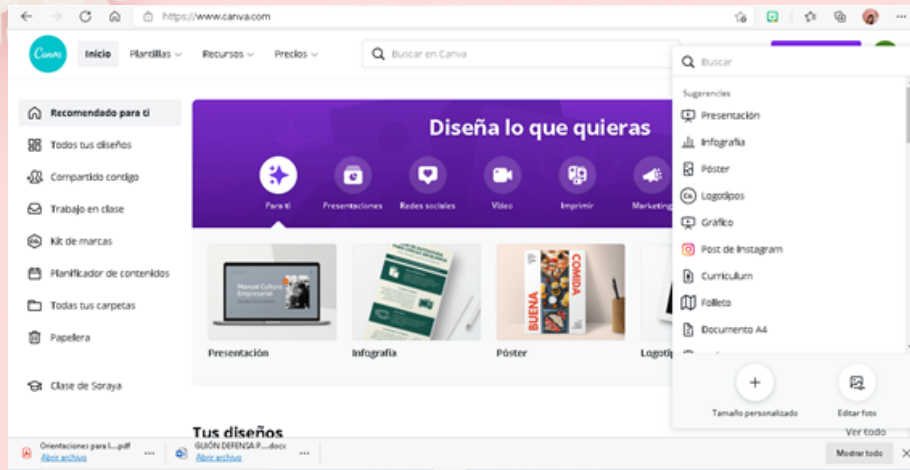 https://www.canva.com
Canva
Inicio
Plantillas
Recursos
Precios
Buscar en Canva
Recomendado para ti
Todos tus diseños
Compartido contigo
Trabajo en clase
Kit de marcas
Planificador de contenidos
Todas tus carpetas
Papelera
Clase de Soraya
Diseña lo que quieras
Para ti
Presentaciones
Redes sociales
Vídeo
Imprimir
Marketing
Manual Cultura
Empresarial
BUENA
COMIDA
Presentación
Infografía
Póster
Logotip
Tus diseños
Ver todo
Buscar
Sugerencias
Presentación
Infografía
Póster
Co
Logotipos
Gráfico
Post de Instagram
Curriculum
Folleto
Documento A4
Tamaño personalizado
Editar foto
Orientaciones para l....pdf
Abrir archivo
GUIÓN DEFENSA P....docx
Abrir archivo
Mostrar todo